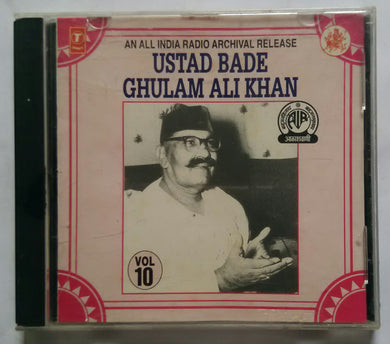 T
AN ALL INDIA RADIO ARCHIVAL RELEASE
USTAD BADE
GHULAM ALI KHAN
AIR
आकाशवाणी
VOL
10